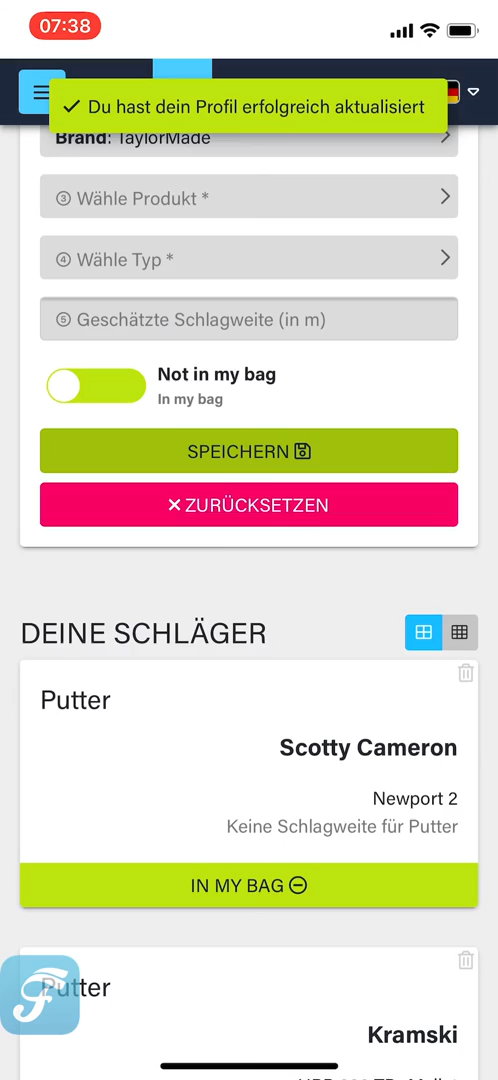 07:38
Du hast dein Profil erfolgreich aktualisiert
Brand: TaylorMade
③ Wähle Produkt *
④ Wähle Typ *
⑤ Geschätzte Schlagweite (in m)
Not in my bag
In my bag
SPEICHERN
ZURÜCKSETZEN
DEINE SCHLÄGER
Putter
Scotty Cameron
Newport 2
Keine Schlagweite für Putter
IN MY BAG
Putter
Kramski